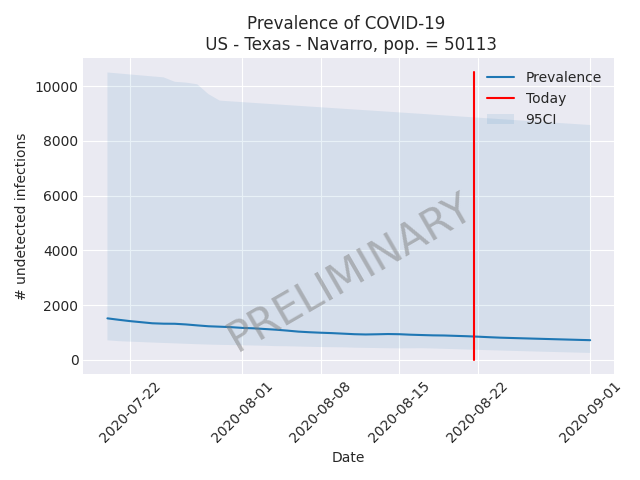 Prevalence of COVID-19
US - Texas - Navarro, pop. = 50113
Prevalence
Today
95CI
10000
8000
6000
4000
2000
0
# undetected infections
PRELIMINARY
2020-07-22
2020-08-01
2020-08-08
2020-08-15
2020-08-22
2020-09-01
Date